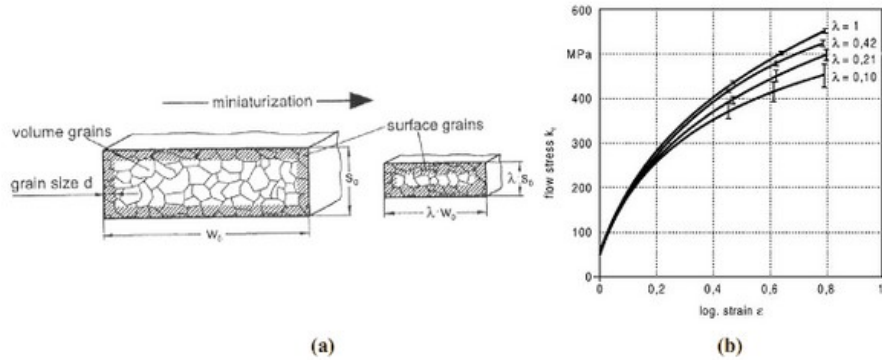 miniaturization
volume grains
surface grains
grain size d
S₀
λ s₀
W₀
λ · w₀
(a)
600
MPa
400
300
200
100
0
flow stress k_f
0
0,2
0,4
0,6
0,8
1
log. strain ε
λ = 1
λ = 0,42
λ = 0,21
λ = 0,10
(b)